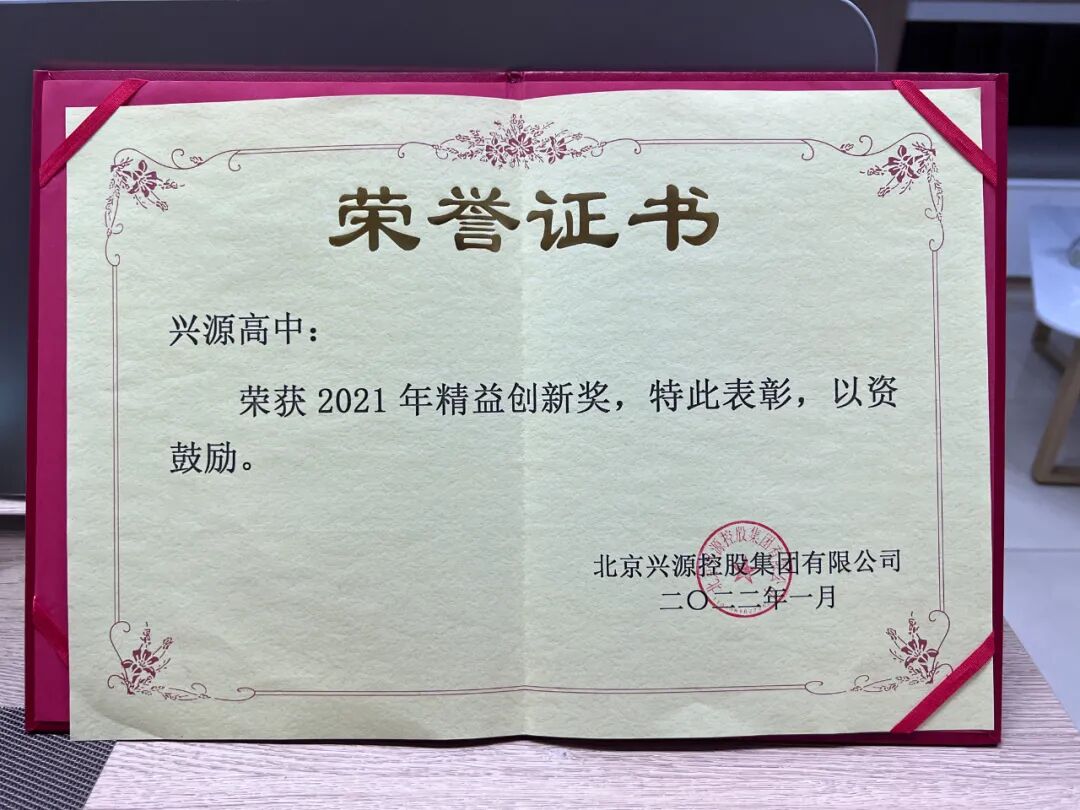 荣誉证书
兴源高中：
荣获 2021 年精益创新奖，特此表彰，以资
鼓励。
北京兴源控股集团有限公司
二〇二二年一月